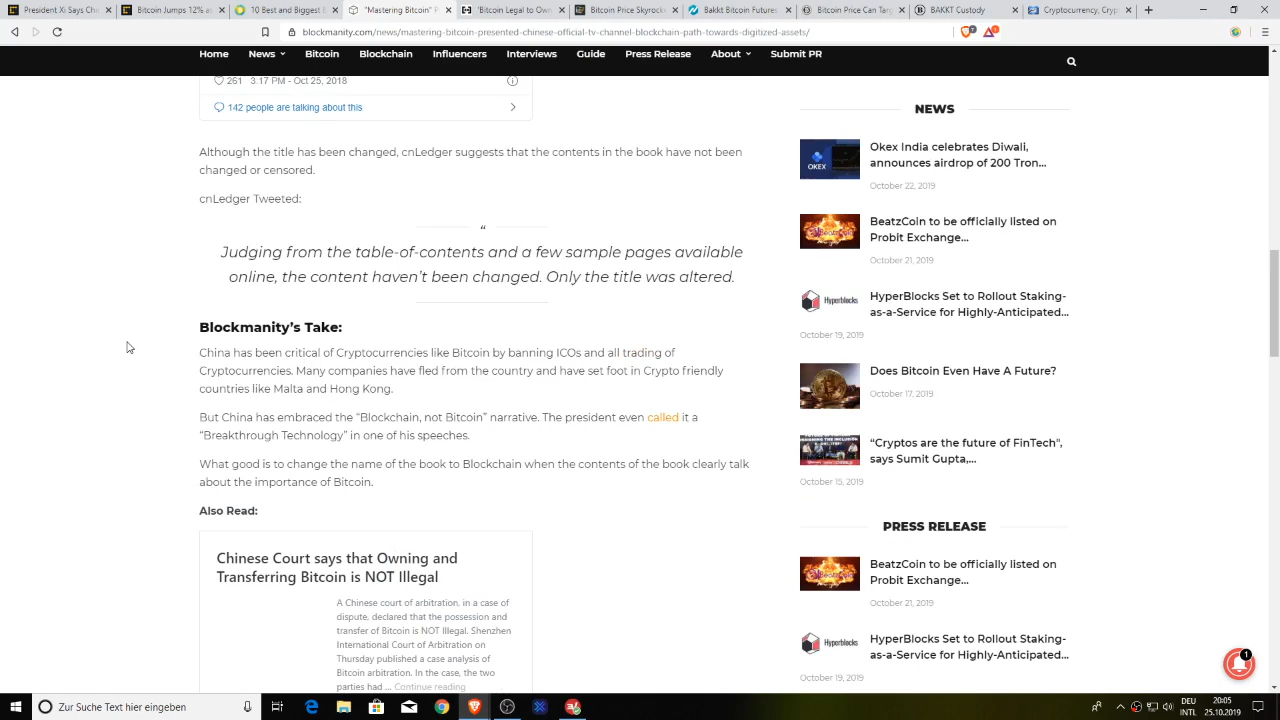 President Xi Says Chi
Bitcoin Jumps 12% as
"Mastering Bitcoin" P
When Legal to Own
Bitcoin Price Skyrock
Bakkt Bitcoin Future
Bitcoin Price Today
BAKKT Volume
Bitcoin, Cryp
blockmanity.com/news/mastering-bitcoin-presented-chinese-official-tv-channel-blockchain-path-towards-digitized-assets/
Home News Bitcoin Blockchain Influencers Interviews Guide Press Release About Submit PR
261 3:17 PM - Oct 25, 2018
142 people are talking about this
Although the title has been changed, cnLedger suggests that the contents in the book have not been
changed or censored.
cnLedger Tweeted:
“
Judging from the table-of-contents and a few sample pages available
online, the content haven’t been changed. Only the title was altered.
Blockmanity’s Take:
China has been critical of Cryptocurrencies like Bitcoin by banning ICOs and all trading of
Cryptocurrencies. Many companies have fled from the country and have set foot in Crypto friendly
countries like Malta and Hong Kong.
But China has embraced the “Blockchain, not Bitcoin” narrative. The president even called it a
“Breakthrough Technology” in one of his speeches.
What good is to change the name of the book to Blockchain when the contents of the book clearly talk
about the importance of Bitcoin.
Also Read:
Chinese Court says that Owning and
Transferring Bitcoin is NOT Illegal
A Chinese court of arbitration, in a case of
dispute, declared that the possession and
transfer of Bitcoin is NOT Illegal. Shenzhen
International Court of Arbitration on
Thursday published a case analysis of
Bitcoin arbitration. In the case, the two
parties had ... Continue reading
NEWS
OKEX
Okex India celebrates Diwali,
announces airdrop of 200 Tron...
October 22, 2019
BeatzCoin to be officially listed on
Probit Exchange...
October 21, 2019
Hyperblocks
HyperBlocks Set to Rollout Staking-
as-a-Service for Highly-Anticipated...
October 19, 2019
Does Bitcoin Even Have A Future?
October 17, 2019
“Cryptos are the future of FinTech”,
says Sumit Gupta,...
October 15, 2019
PRESS RELEASE
BeatzCoin to be officially listed on
Probit Exchange...
October 21, 2019
Hyperblocks
HyperBlocks Set to Rollout Staking-
as-a-Service for Highly-Anticipated...
October 19, 2019
1
Zur Suche Text hier eingeben
DEU
INTL
20:05
25.10.2019